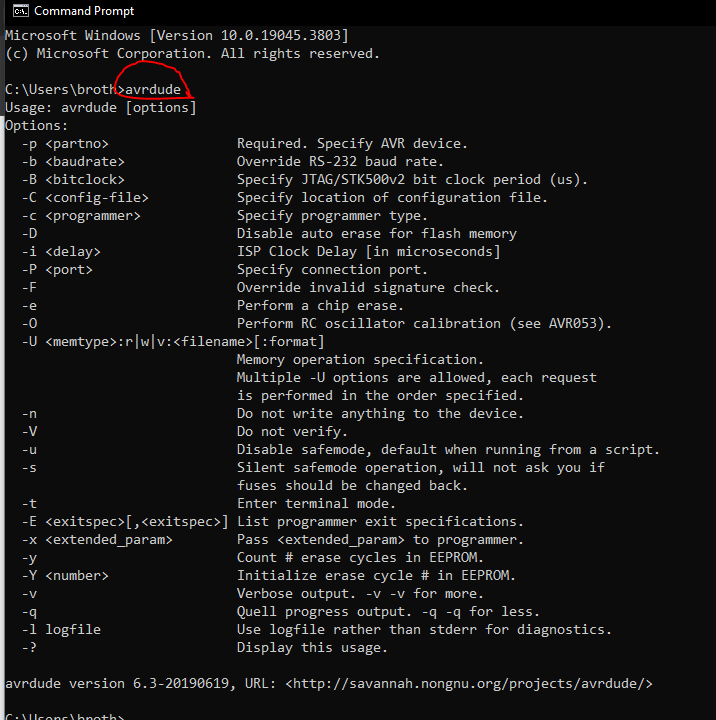 Command Prompt
Microsoft Windows [Version 10.0.19045.3803]
(c) Microsoft Corporation. All rights reserved.
C:\Users\broth>avrdude
Usage: avrdude [options]
Options:
  -p <partno>                Required. Specify AVR device.
  -b <baudrate>              Override RS-232 baud rate.
  -B <bitclock>              Specify JTAG/STK500v2 bit clock period (us).
  -C <config-file>           Specify location of configuration file.
  -c <programmer>            Specify programmer type.
  -D                         Disable auto erase for flash memory
  -i <delay>                 ISP Clock Delay [in microseconds]
  -P <port>                  Specify connection port.
  -F                         Override invalid signature check.
  -e                         Perform a chip erase.
  -O                         Perform RC oscillator calibration (see AVR053).
  -U <memtype>:r|w|v:<filename>[:format]
                             Memory operation specification.
                             Multiple -U options are allowed, each request
                             is performed in the order specified.
  -n                         Do not write anything to the device.
  -V                         Do not verify.
  -u                         Disable safemode, default when running from a script.
  -s                         Silent safemode operation, will not ask you if
                             fuses should be changed back.
  -t                         Enter terminal mode.
  -E <exitspec>[,<exitspec>] List programmer exit specifications.
  -x <extended_param>        Pass <extended_param> to programmer.
  -y                         Count # erase cycles in EEPROM.
  -Y <number>                Initialize erase cycle # in EEPROM.
  -v                         Verbose output. -v -v for more.
  -q                         Quell progress output. -q -q for less.
  -l logfile                 Use logfile rather than stderr for diagnostics.
  -?                         Display this usage.
avrdude version 6.3-20190619, URL: <http://savannah.nongnu.org/projects/avrdude/>
C:\Users\broth>